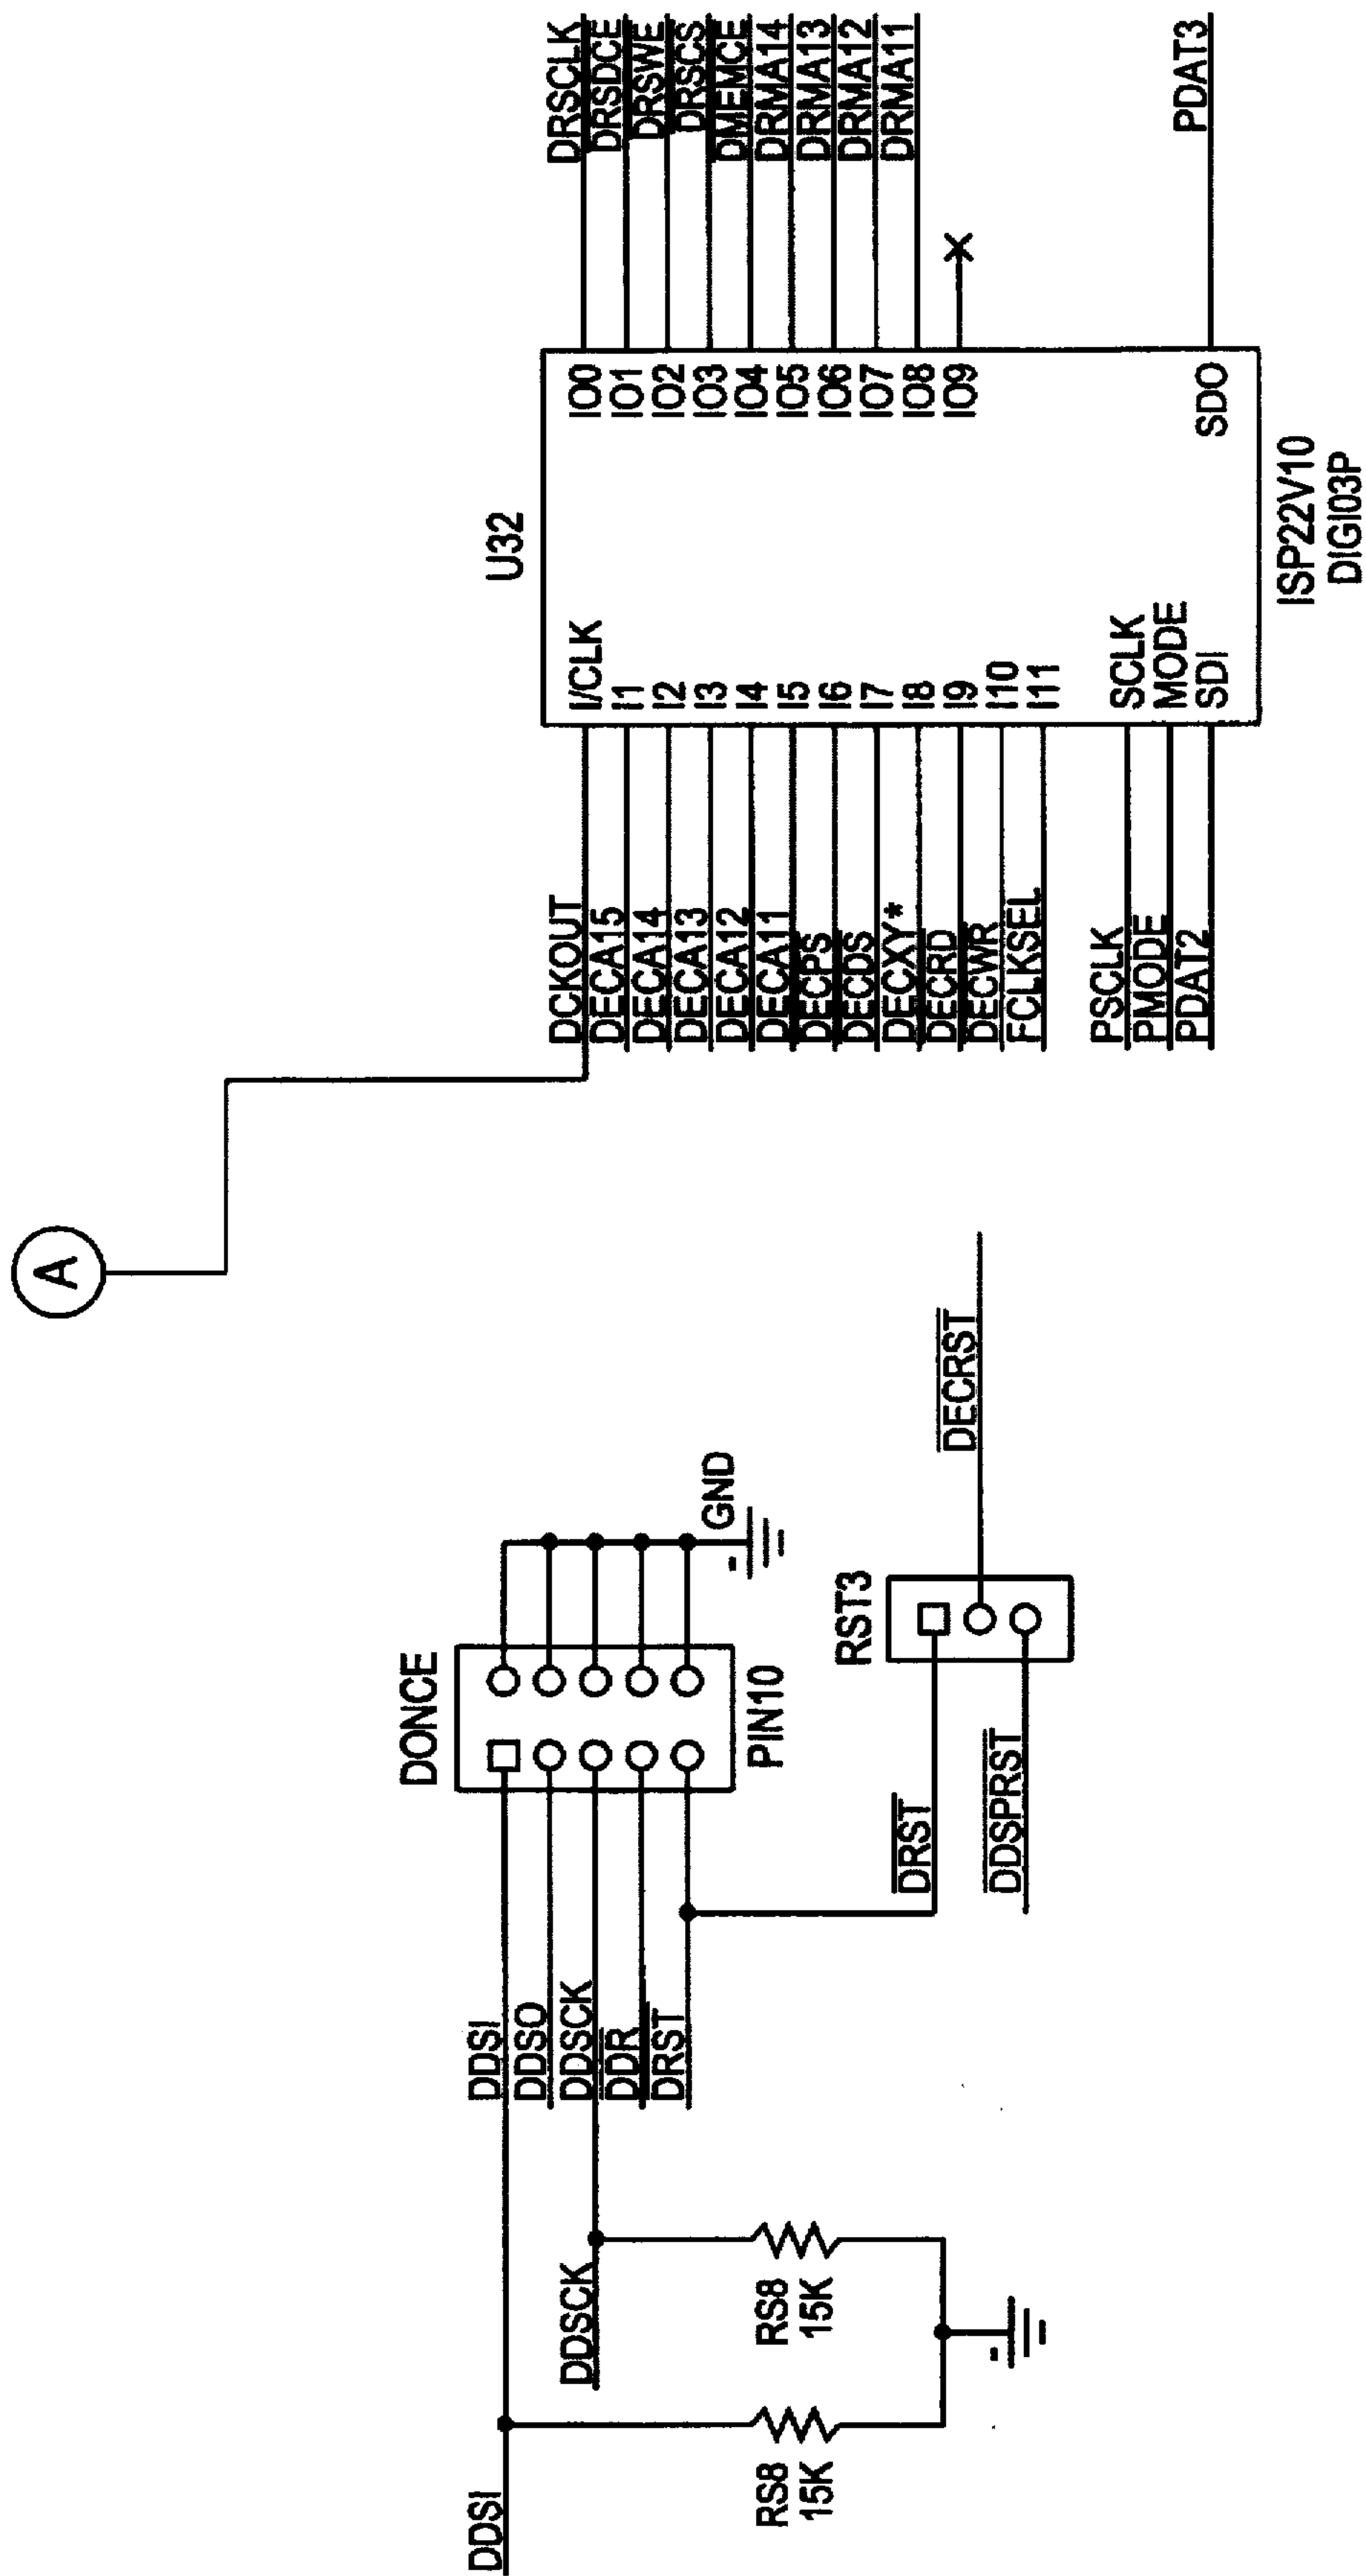 A
DDSI
DDSCK
RS8
15K
RS8
15K
DDSI
DDSO
DDSCK
DDR
DRST
DONCE
PIN10
GND
DRST
DDSPRST
RST3
DECRST
U32
DCKOUT
DECA15
DECA14
DECA13
DECA12
DECA11
DECPS
DECDS
DECXY*
DECRD
DECWR
FCLKSEL
PSCLK
PMODE
PDAT2
I/CLK
I1
I2
I3
I4
I5
I6
I7
I8
I9
I10
I11
SCLK
MODE
SDI
IO0
IO1
IO2
IO3
IO4
IO5
IO6
IO7
IO8
IO9
SDO
DRSCLK
DRSDCE
DRSWE
DRSCS
DMEMCE
DRMA14
DRMA13
DRMA12
DRMA11
PDAT3
ISP22V10
DIGI03P